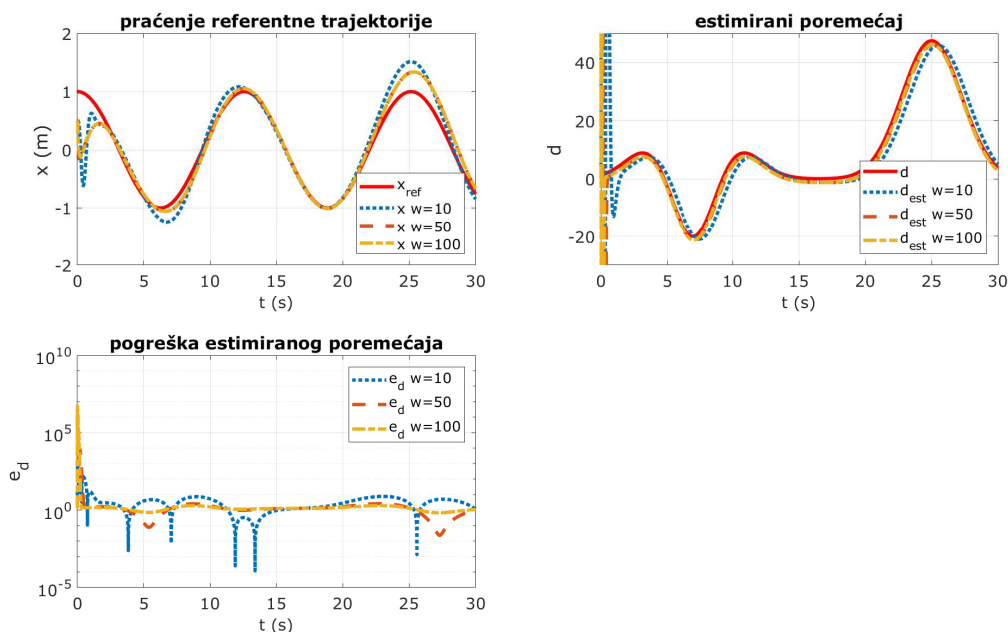 praćenje referentne trajektorije
2
1
0
-1
-2
x (m)
0 5 10 15 20 25 30
t (s)
x_ref
x w=10
x w=50
x w=100
estimirani poremećaj
40
20
0
-20
d
0 5 10 15 20 25 30
t (s)
d
d_est w=10
d_est w=50
d_est w=100
pogreška estimiranog poremećaja
10^10
10^5
10^0
10^-5
e_d
0 5 10 15 20 25 30
t (s)
e_d w=10
e_d w=50
e_d w=100